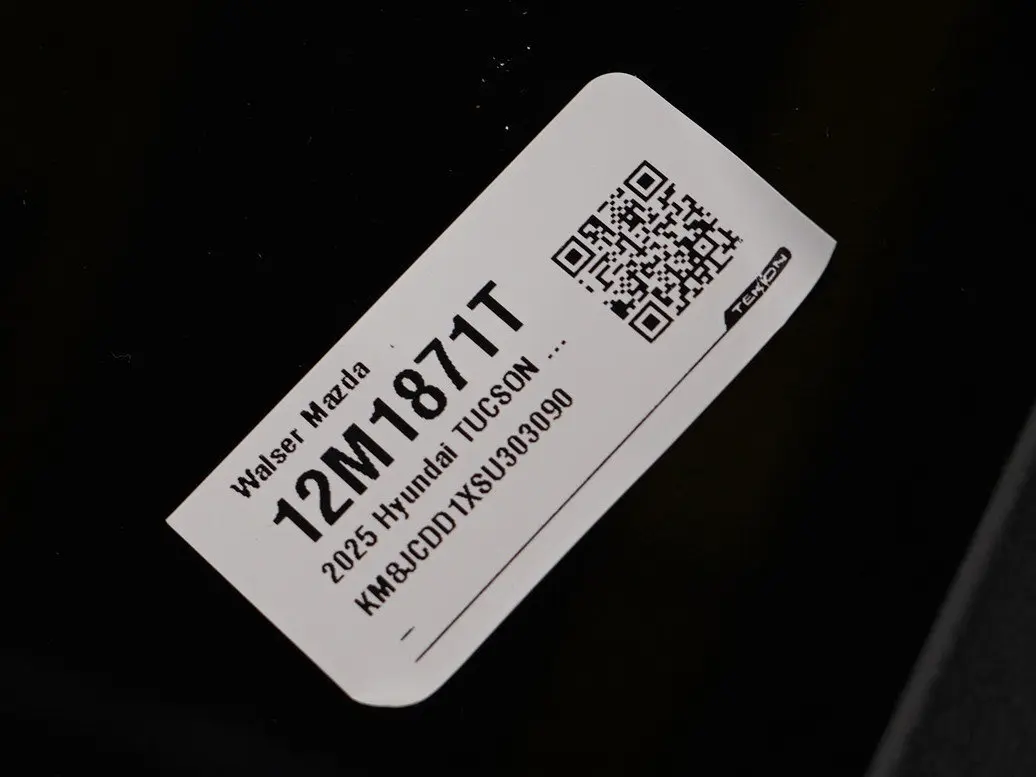 Walser Mazda
12M1871T
2025 Hyundai TUCSON ...
KM8JCDD1XSU303090
-
TEKION